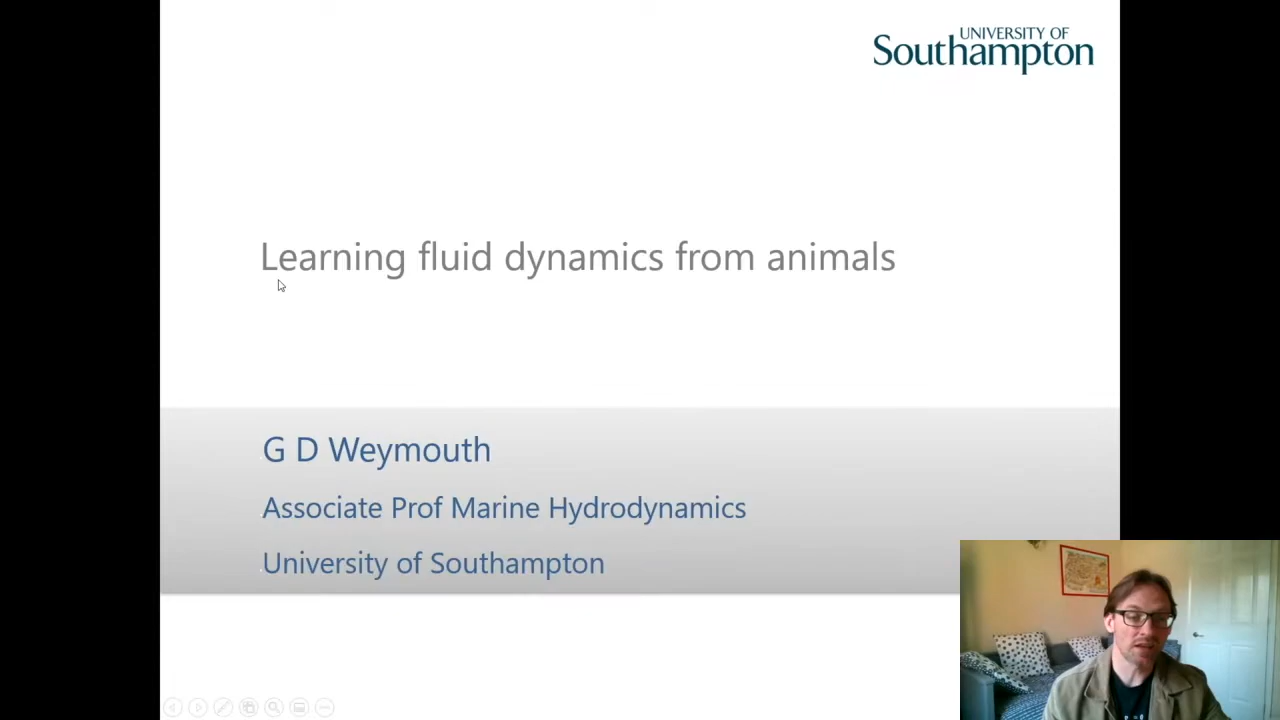 UNIVERSITY OF
Southampton
Learning fluid dynamics from animals
G D Weymouth
Associate Prof Marine Hydrodynamics
University of Southampton